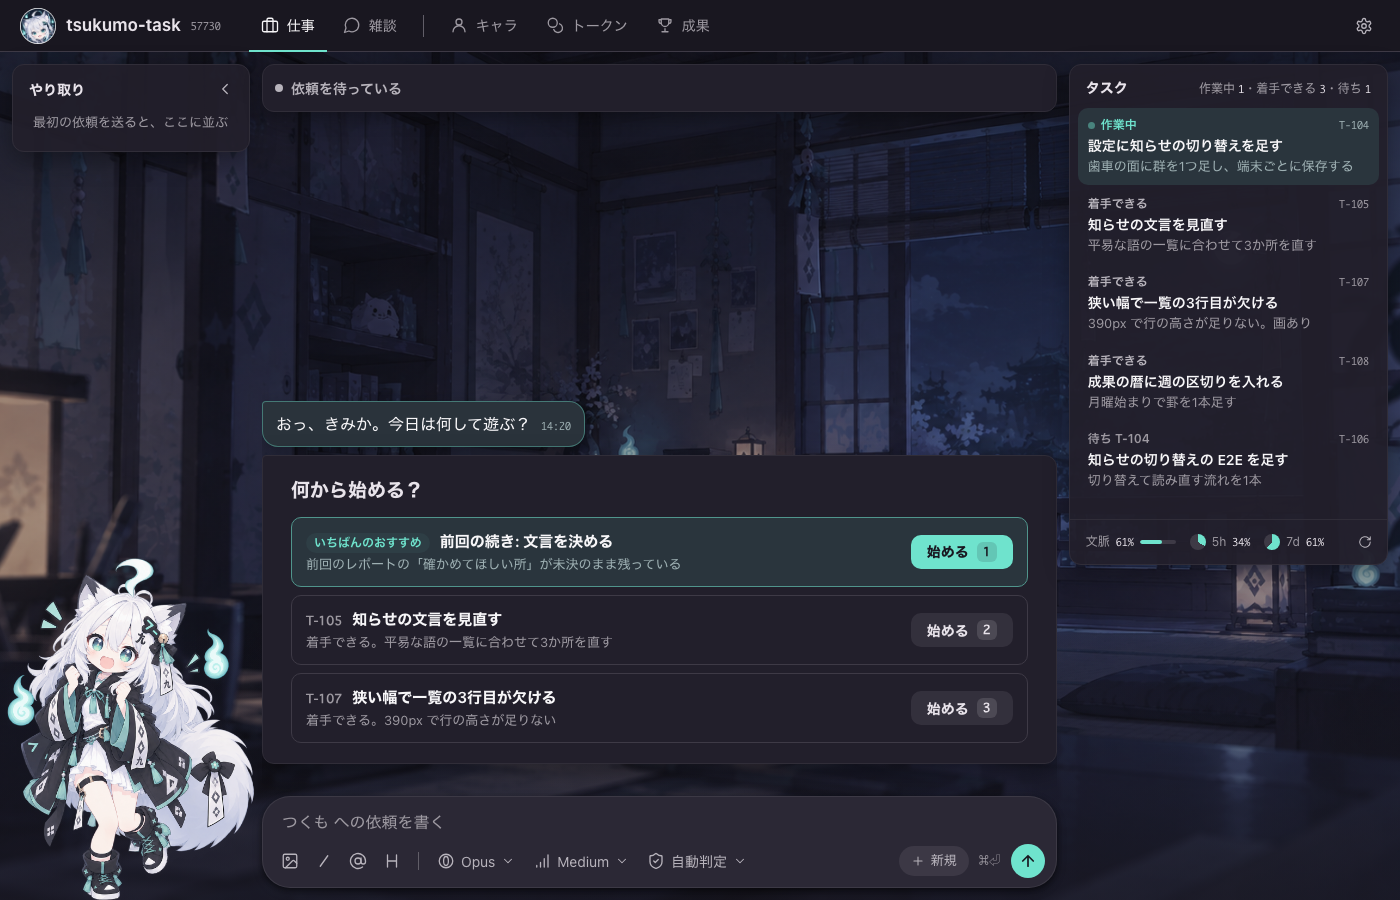 tsukumo-task 57730
仕事
雑談
キャラ
トークン
成果
やり取り
最初の依頼を送ると、ここに並ぶ
依頼を待っている
おっ、きみか。今日は何して遊ぶ？ 14:20
何から始める？
いちばんのおすすめ 前回の続き: 文言を決める
前回のレポートの「確かめてほしい所」が未決のまま残っている
始める 1
T-105 知らせの文言を見直す
着手できる。平易な語の一覧に合わせて3か所を直す
始める 2
T-107 狭い幅で一覧の3行目が欠ける
着手できる。390px で行の高さが足りない
始める 3
つくも への依頼を書く
Opus
Medium
自動判定
新規
⌘⏎
タスク
作業中 1・着手できる 3・待ち 1
作業中 T-104
設定に知らせの切り替えを足す
歯車の面に群を1つ足し、端末ごとに保存する
着手できる T-105
知らせの文言を見直す
平易な語の一覧に合わせて3か所を直す
着手できる T-107
狭い幅で一覧の3行目が欠ける
390px で行の高さが足りない。画あり
着手できる T-108
成果の暦に週の区切りを入れる
月曜始まりで罫を1本足す
待ち T-104 T-106
知らせの切り替えの E2E を足す
切り替えて読み直す流れを1本
文脈 61%
5h 34%
7d 61%